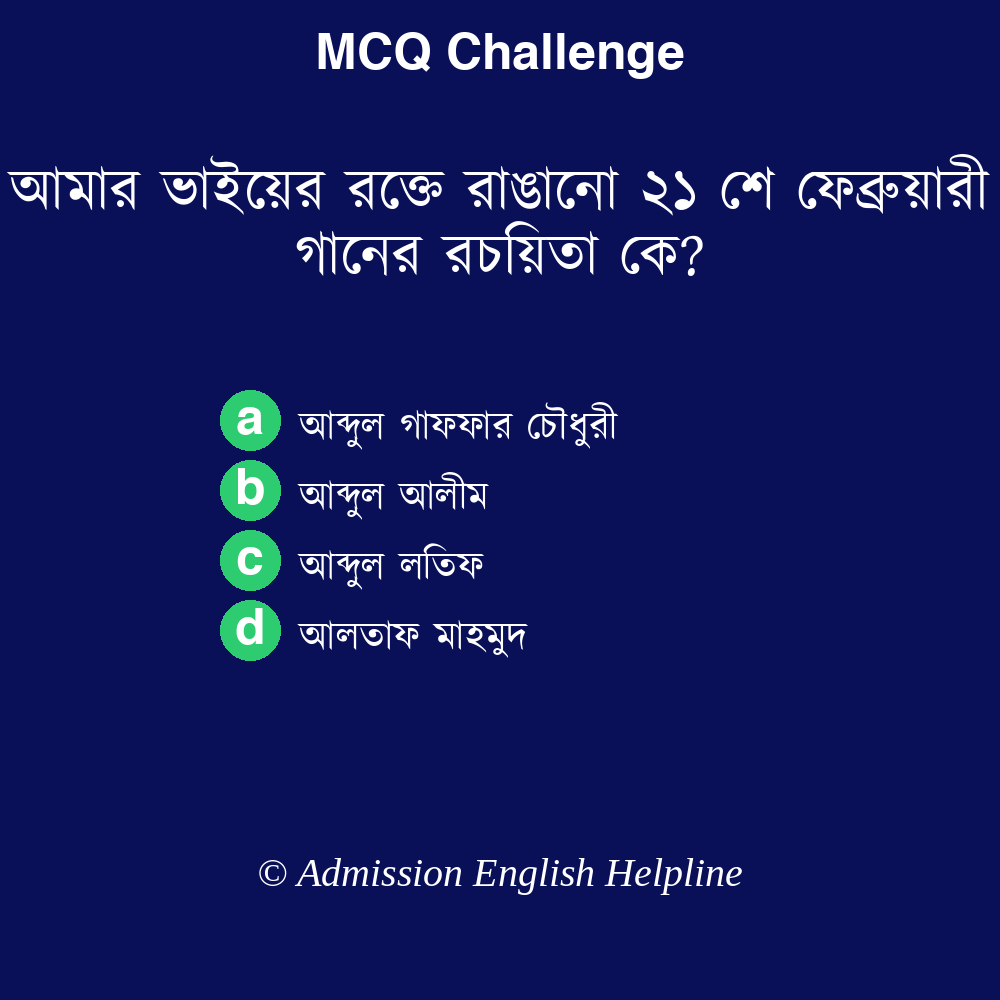 MCQ Challenge
আমার ভাইয়ের রক্তে রাঙানো ২১ শে ফেব্রুয়ারী
গানের রচয়িতা কে?
a আব্দুল গাফফার চৌধুরী
b আব্দুল আলীম
c আব্দুল লতিফ
d আলতাফ মাহমুদ
© Admission English Helpline